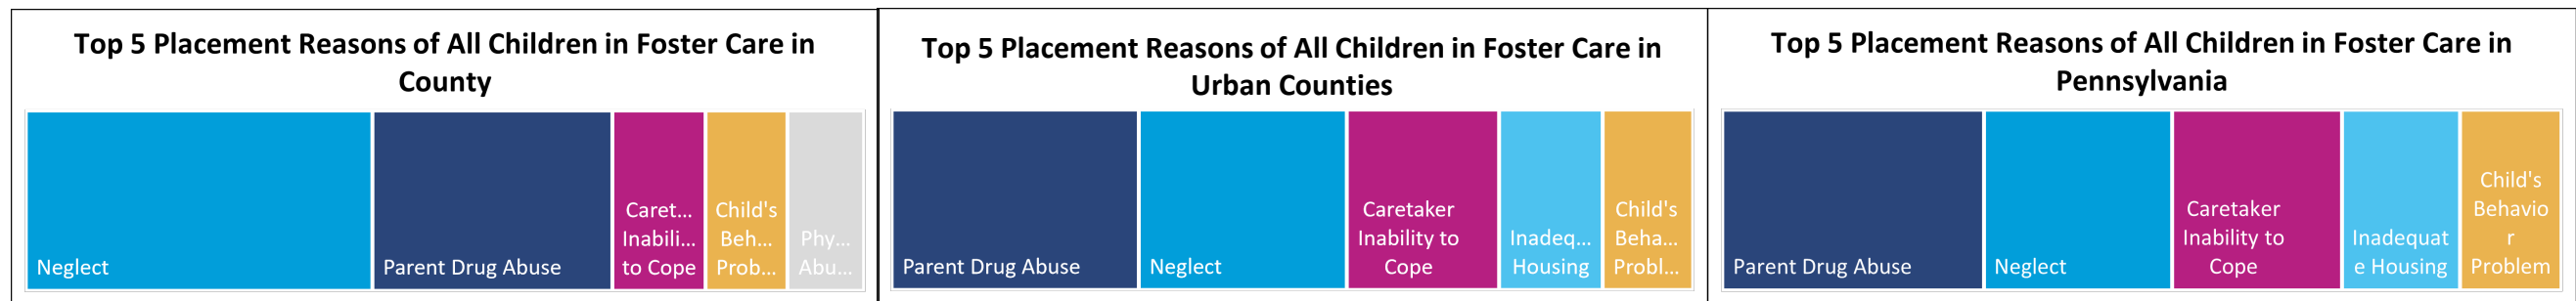 Top 5 Placement Reasons of All Children in Foster Care in
County
Neglect
Parent Drug Abuse
Caret...
Inabili...
to Cope
Child's
Beh...
Prob...
Phy...
Abu...
Top 5 Placement Reasons of All Children in Foster Care in
Urban Counties
Parent Drug Abuse
Neglect
Caretaker
Inability to
Cope
Inadeq...
Housing
Child's
Beha...
Probl...
Top 5 Placement Reasons of All Children in Foster Care in
Pennsylvania
Parent Drug Abuse
Neglect
Caretaker
Inability to
Cope
Inadequat
e Housing
Child's
Behavio
r
Problem